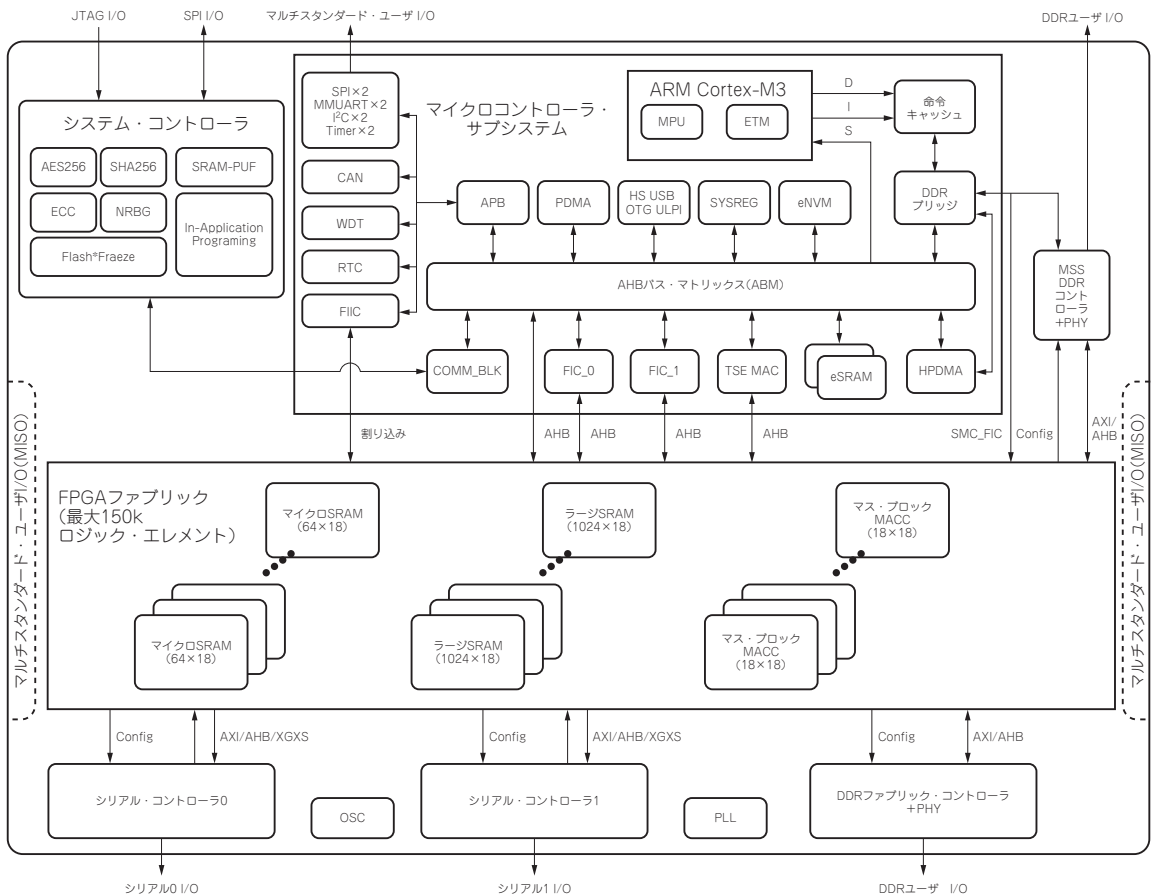 JTAG I/O
SPI I/O
マルチスタンダード・ユーザ I/O
DDRユーザ I/O
システム・コントローラ
AES256
SHA256
SRAM-PUF
ECC
NRBG
In-Application
Programing
Flash*Fraeze
SPI×2
MMUART×2
I²C×2
Timer×2
CAN
WDT
RTC
FIIC
マイクロコントローラ・
サブシステム
ARM Cortex-M3
MPU
ETM
D
I
S
命令
キャッシュ
APB
PDMA
HS USB
OTG ULPI
SYSREG
eNVM
DDR
ブリッジ
AHBバス・マトリックス(ABM)
MSS
DDR
コント
ローラ
+PHY
COMM_BLK
FIC_0
FIC_1
TSE MAC
eSRAM
HPDMA
割り込み
AHB
AHB
AHB
AHB
SMC_FIC
Config
AXI/
AHB
マルチスタンダード・ユーザI/O(MISO)
マルチスタンダード・ユーザI/O(MISO)
FPGAファブリック
(最大150k
ロジック・エレメント)
マイクロSRAM
(64×18)
ラージSRAM
(1024×18)
マス・ブロック
MACC
(18×18)
マイクロSRAM
(64×18)
ラージSRAM
(1024×18)
マス・ブロック
MACC
(18×18)
Config
AXI/AHB/XGXS
Config
AXI/AHB/XGXS
Config
AXI/AHB
シリアル・コントローラ0
OSC
シリアル・コントローラ1
PLL
DDRファブリック・コントローラ
+PHY
シリアル0 I/O
シリアル1 I/O
DDRユーザ I/O